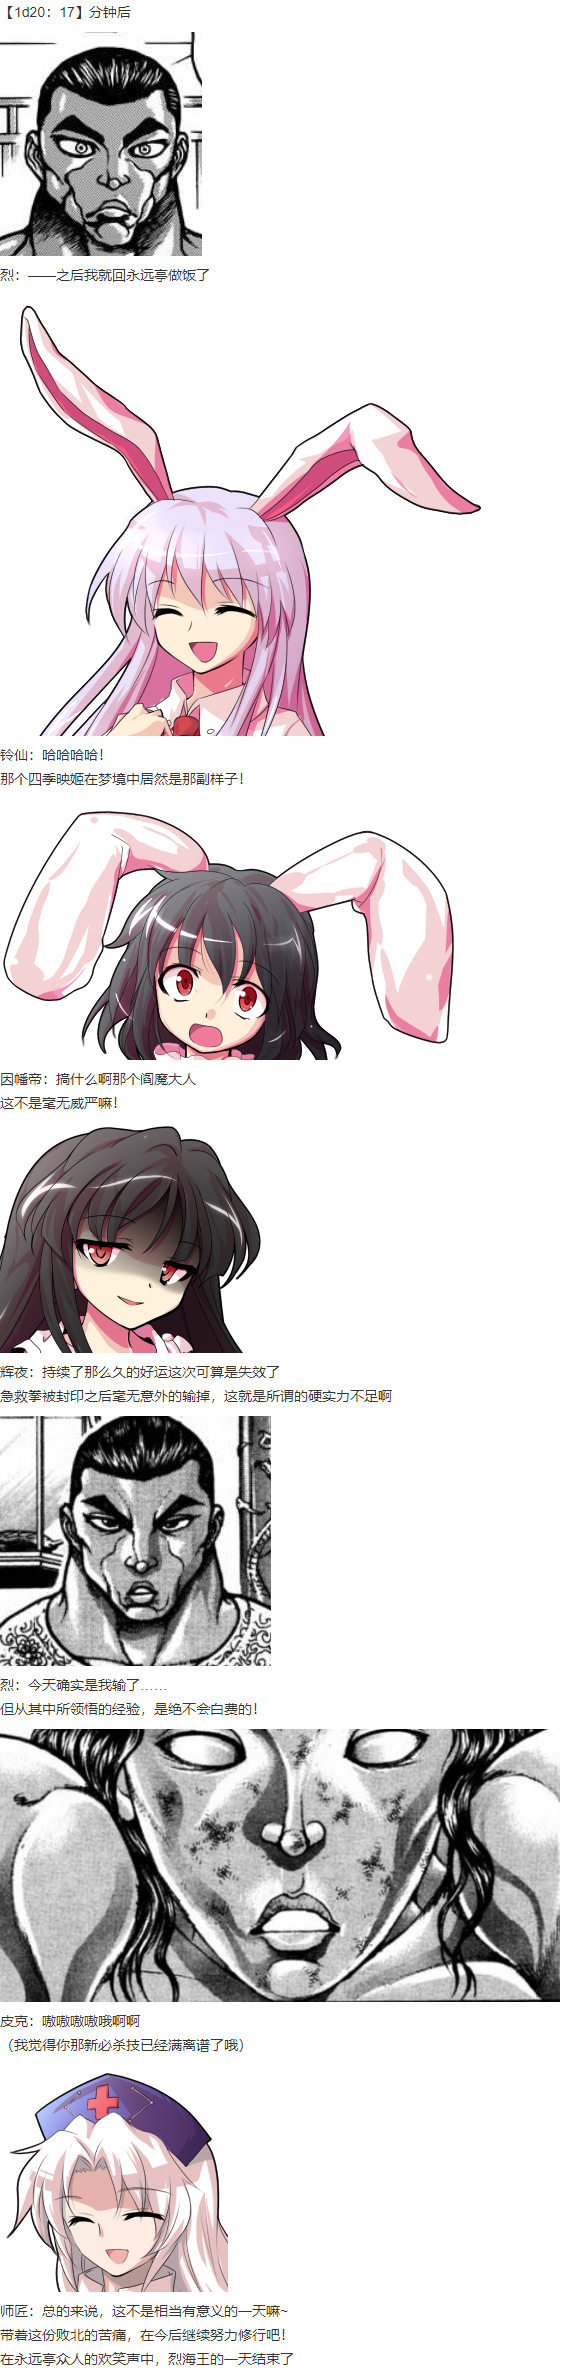 【1d20：17】分钟后
烈：——之后我就回永远亭做饭了
铃仙：哈哈哈哈！
那个四季映姬在梦境中居然是那副样子！
因幡帝：搞什么啊那个阎魔大人
这不是毫无威严嘛！
辉夜：持续了那么久的好运这次可算是失效了
急救拳被封印之后毫无意外的输掉，这就是所谓的硬实力不足啊
烈：今天确实是我输了……
但从其中所领悟的经验，是绝不会白费的！
皮克：嗷嗷嗷嗷哦啊啊
（我觉得你那新必杀技已经满离谱了哦）
师匠：总的来说，这不是相当有意义的一天嘛~
带着这份败北的苦痛，在今后继续努力修行吧！
在永远亭众人的欢笑声中，烈海王的一天结束了